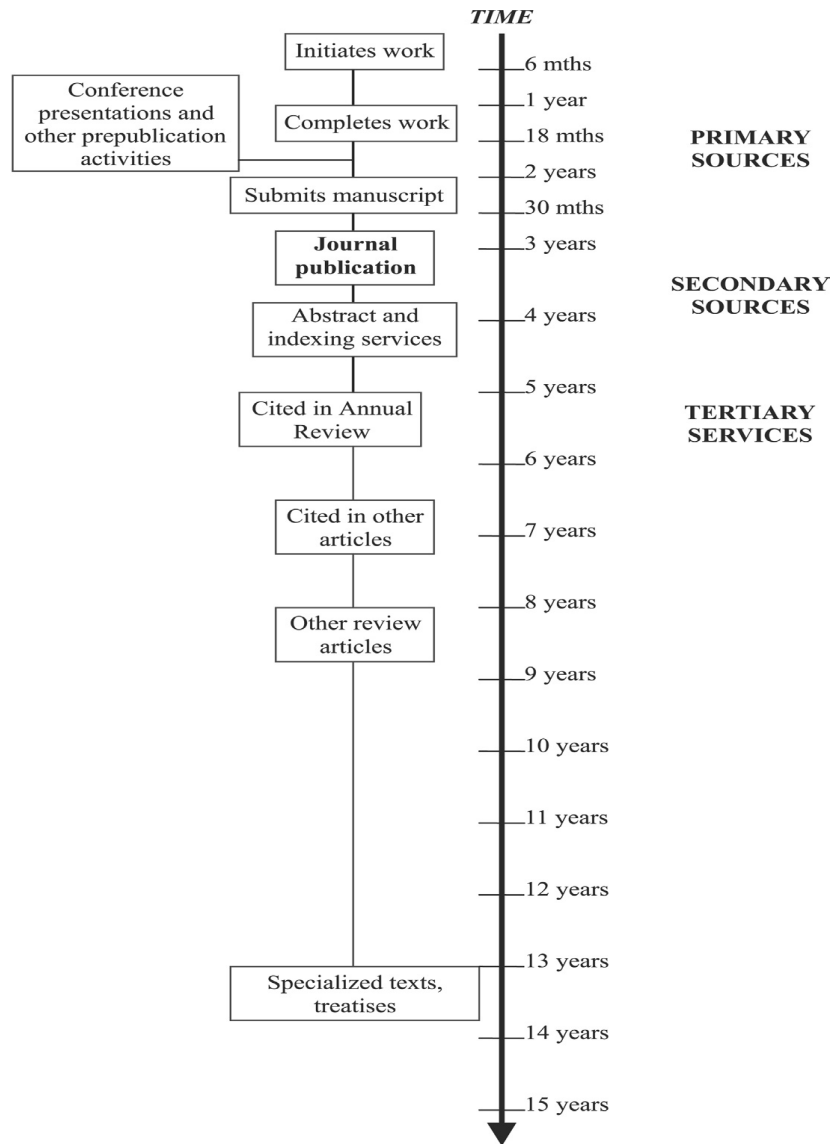 TIME
Initiates work
6 mths
Conference
presentations and
other prepublication
activities
1 year
Completes work
18 mths
PRIMARY
SOURCES
2 years
Submits manuscript
30 mths
Journal
publication
3 years
SECONDARY
SOURCES
Abstract and
indexing services
4 years
5 years
Cited in Annual
Review
TERTIARY
SERVICES
6 years
Cited in other
articles
7 years
8 years
Other review
articles
9 years
10 years
11 years
12 years
13 years
Specialized texts,
treatises
14 years
15 years